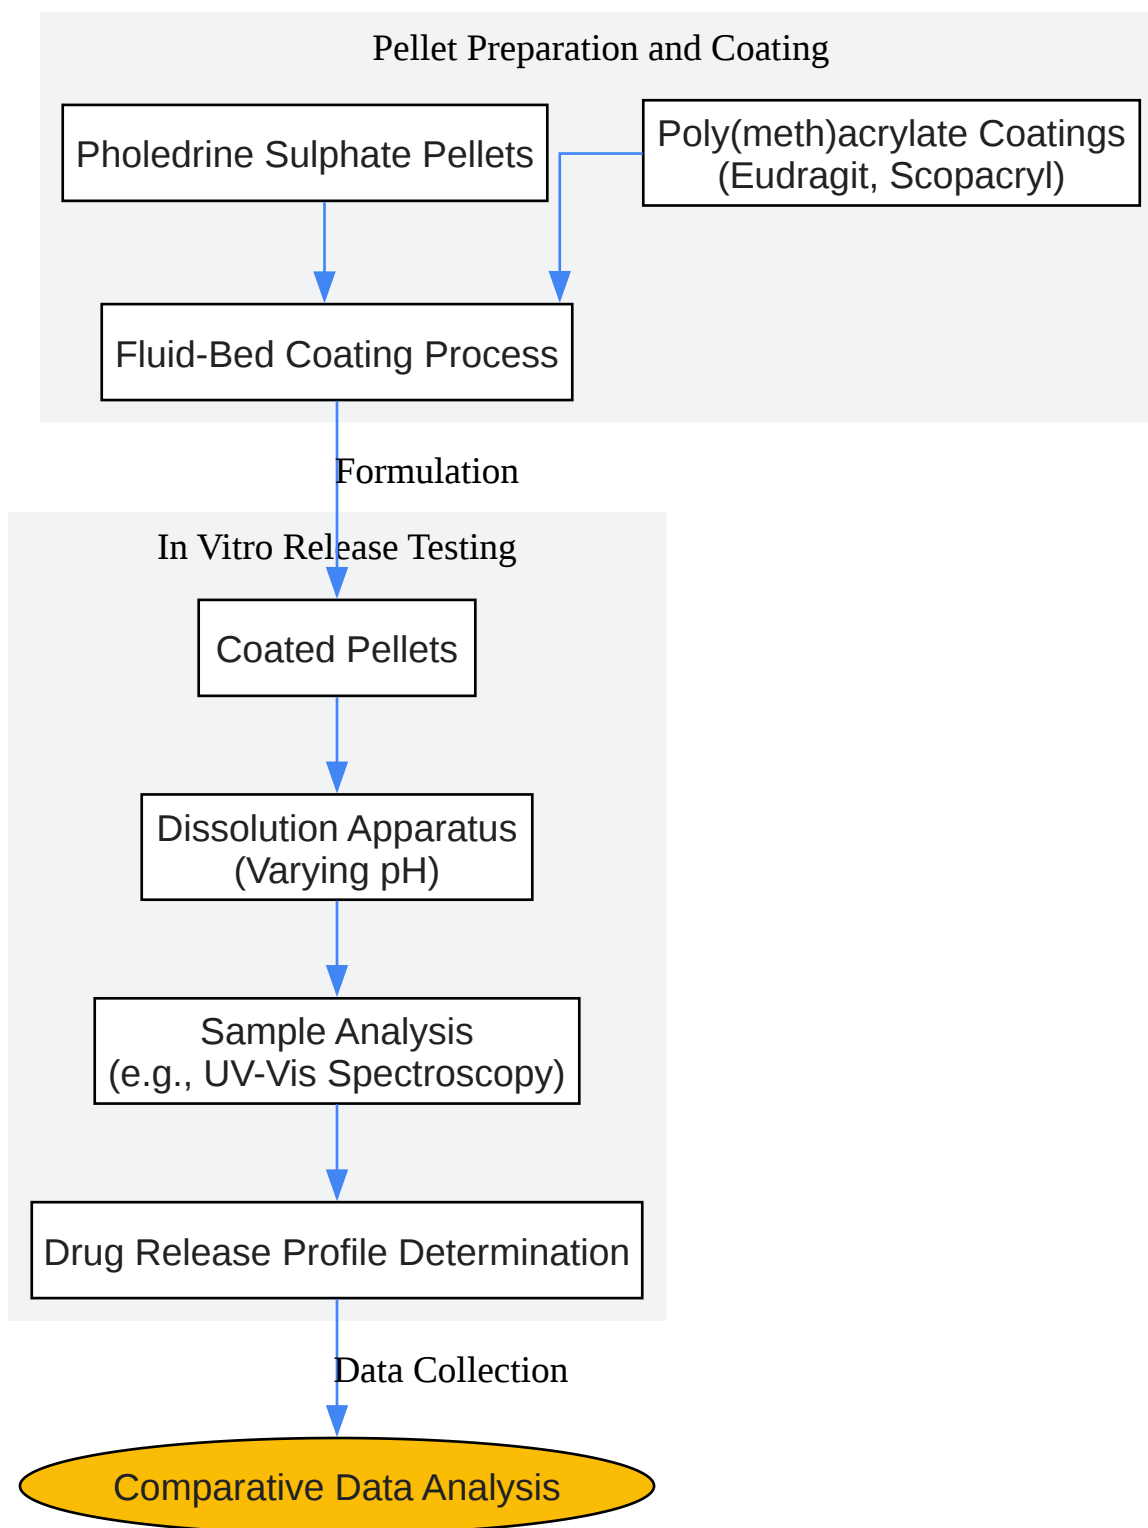 Pellet Preparation and Coating
Pholedrine Sulphate Pellets
Poly(meth)acrylate Coatings
(Eudragit, Scopacryl)
Fluid-Bed Coating Process
Formulation
In Vitro Release Testing
Coated Pellets
Dissolution Apparatus
(Varying pH)
Sample Analysis
(e.g., UV-Vis Spectroscopy)
Drug Release Profile Determination
Data Collection
Comparative Data Analysis